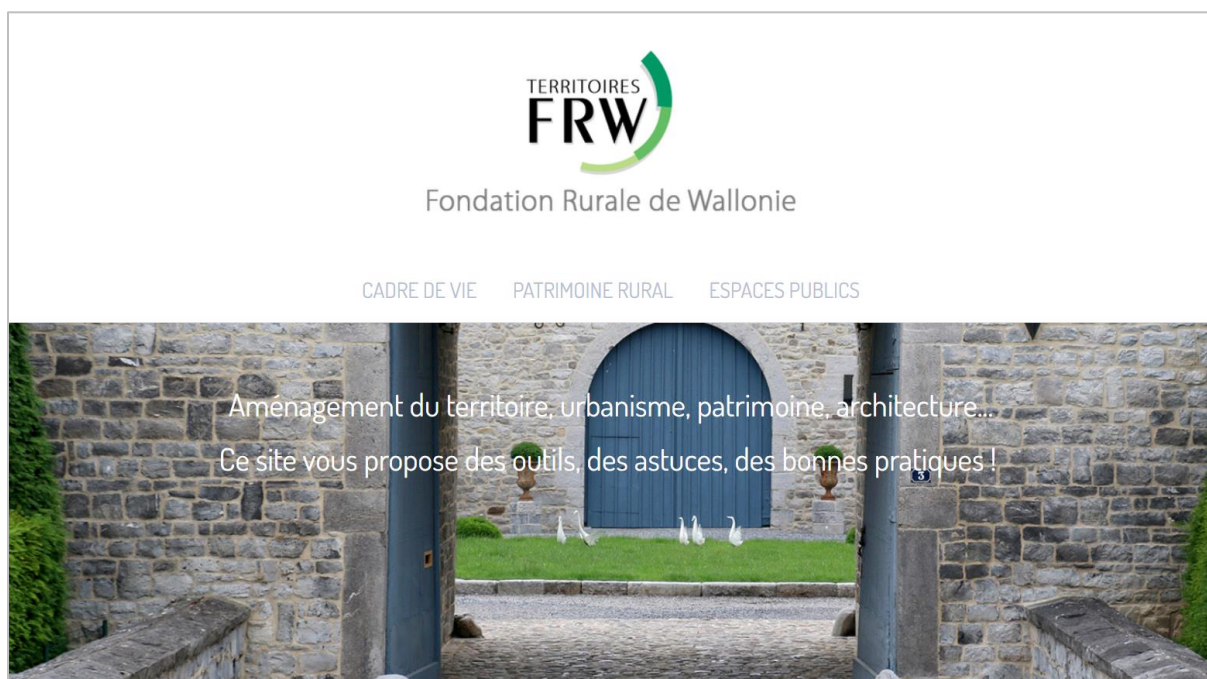 TERRITOIRES
FRW
Fondation Rurale de Wallonie
CADRE DE VIE PATRIMOINE RURAL ESPACES PUBLICS
Aménagement du territoire, urbanisme, patrimoine, architecture...
Ce site vous propose des outils, des astuces, des bonnes pratiques !
3